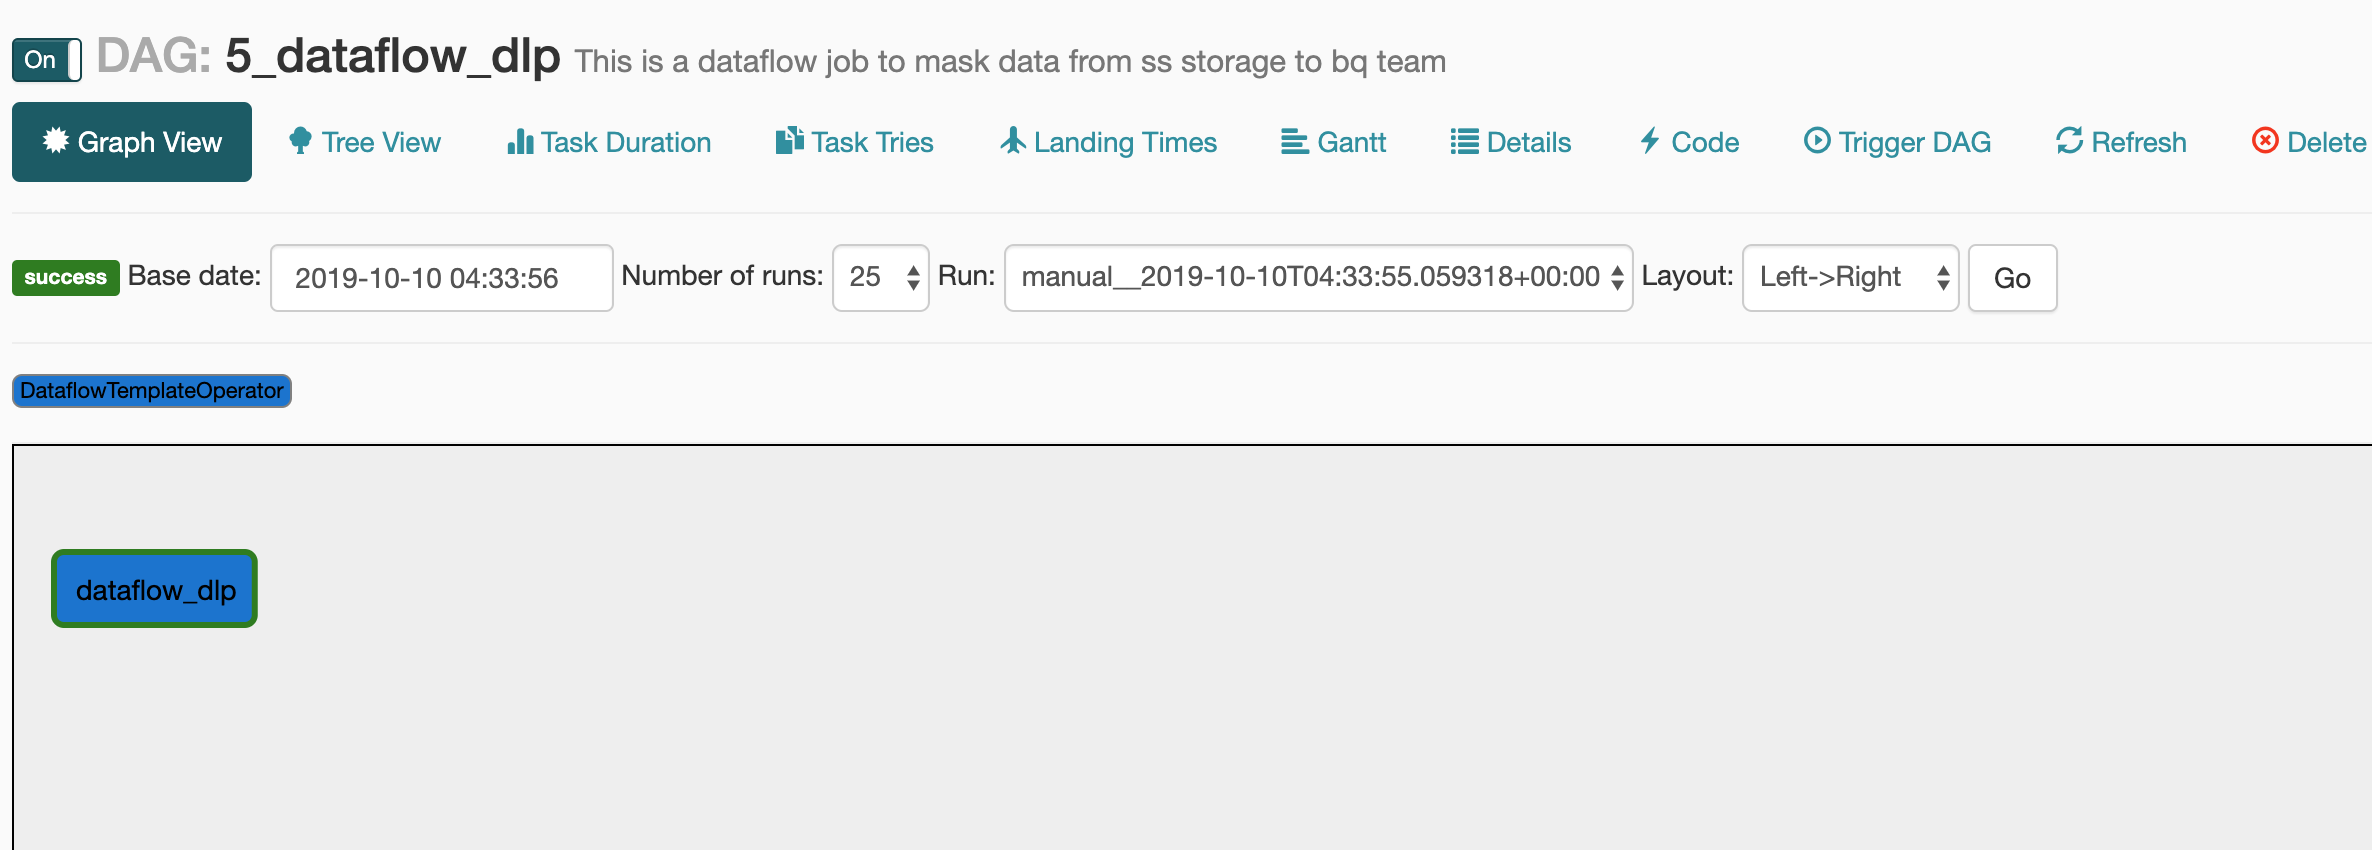 On DAG: 5_dataflow_dlp This is a dataflow job to mask data from ss storage to bq team
Graph View Tree View Task Duration Task Tries Landing Times Gantt Details Code Trigger DAG Refresh Delete
success Base date: 2019-10-10 04:33:56 Number of runs: 25 Run: manual__2019-10-10T04:33:55.059318+00:00 Layout: Left->Right Go
DataflowTemplateOperator
dataflow_dlp